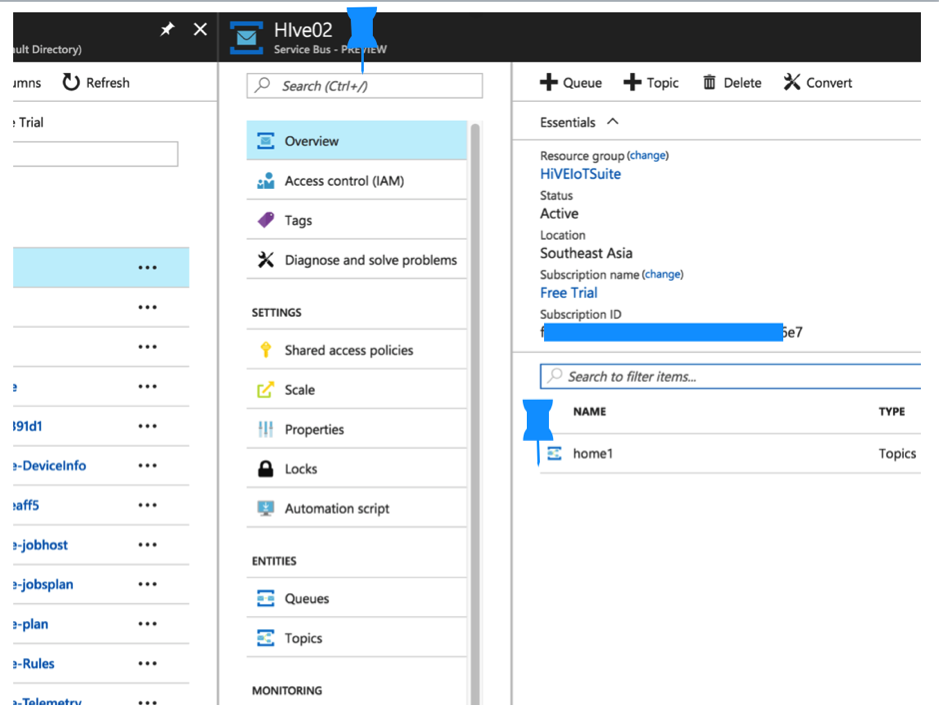 HIve02
Service Bus - PREVIEW
ult Directory)
umns
Refresh
e Trial
e
391d1
e-DeviceInfo
eaff5
e-jobhost
e-jobsplan
e-plan
e-Rules
e-Telemetry
Search (Ctrl+/)
Overview
Access control (IAM)
Tags
Diagnose and solve problems
SETTINGS
Shared access policies
Scale
Properties
Locks
Automation script
ENTITIES
Queues
Topics
MONITORING
Queue Topic Delete Convert
Essentials
Resource group (change)
HiVEIoTSuite
Status
Active
Location
Southeast Asia
Subscription name (change)
Free Trial
Subscription ID
6e7
Search to filter items...
NAME TYPE
home1 Topics